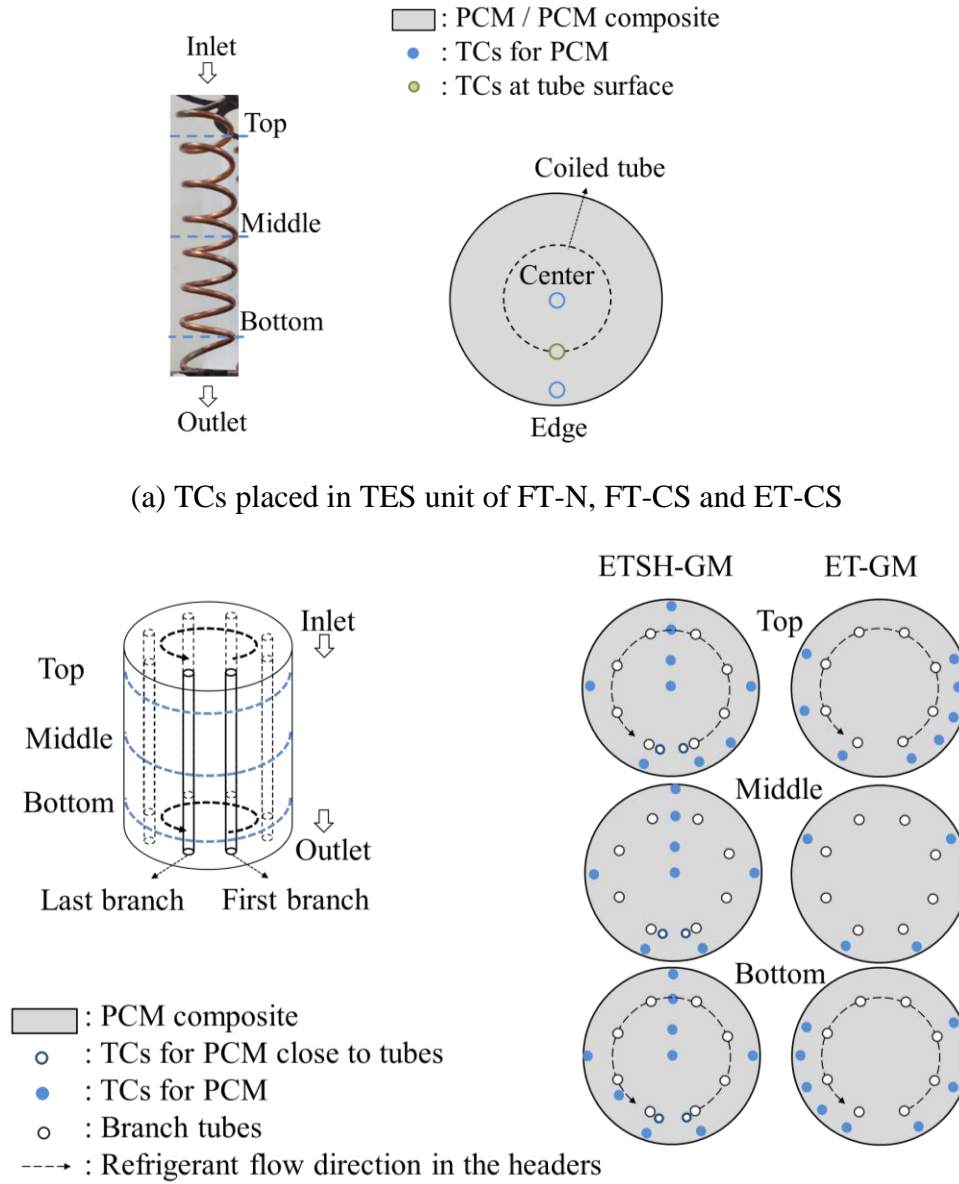 : PCM / PCM composite
: TCs for PCM
: TCs at tube surface
Inlet
Top
Middle
Bottom
Outlet
Coiled tube
Center
Edge
(a) TCs placed in TES unit of FT-N, FT-CS and ET-CS
ETSH-GM
ET-GM
Inlet
Top
Middle
Bottom
Outlet
Last branch
First branch
Top
Middle
Bottom
: PCM composite
: TCs for PCM close to tubes
: TCs for PCM
: Branch tubes
: Refrigerant flow direction in the headers